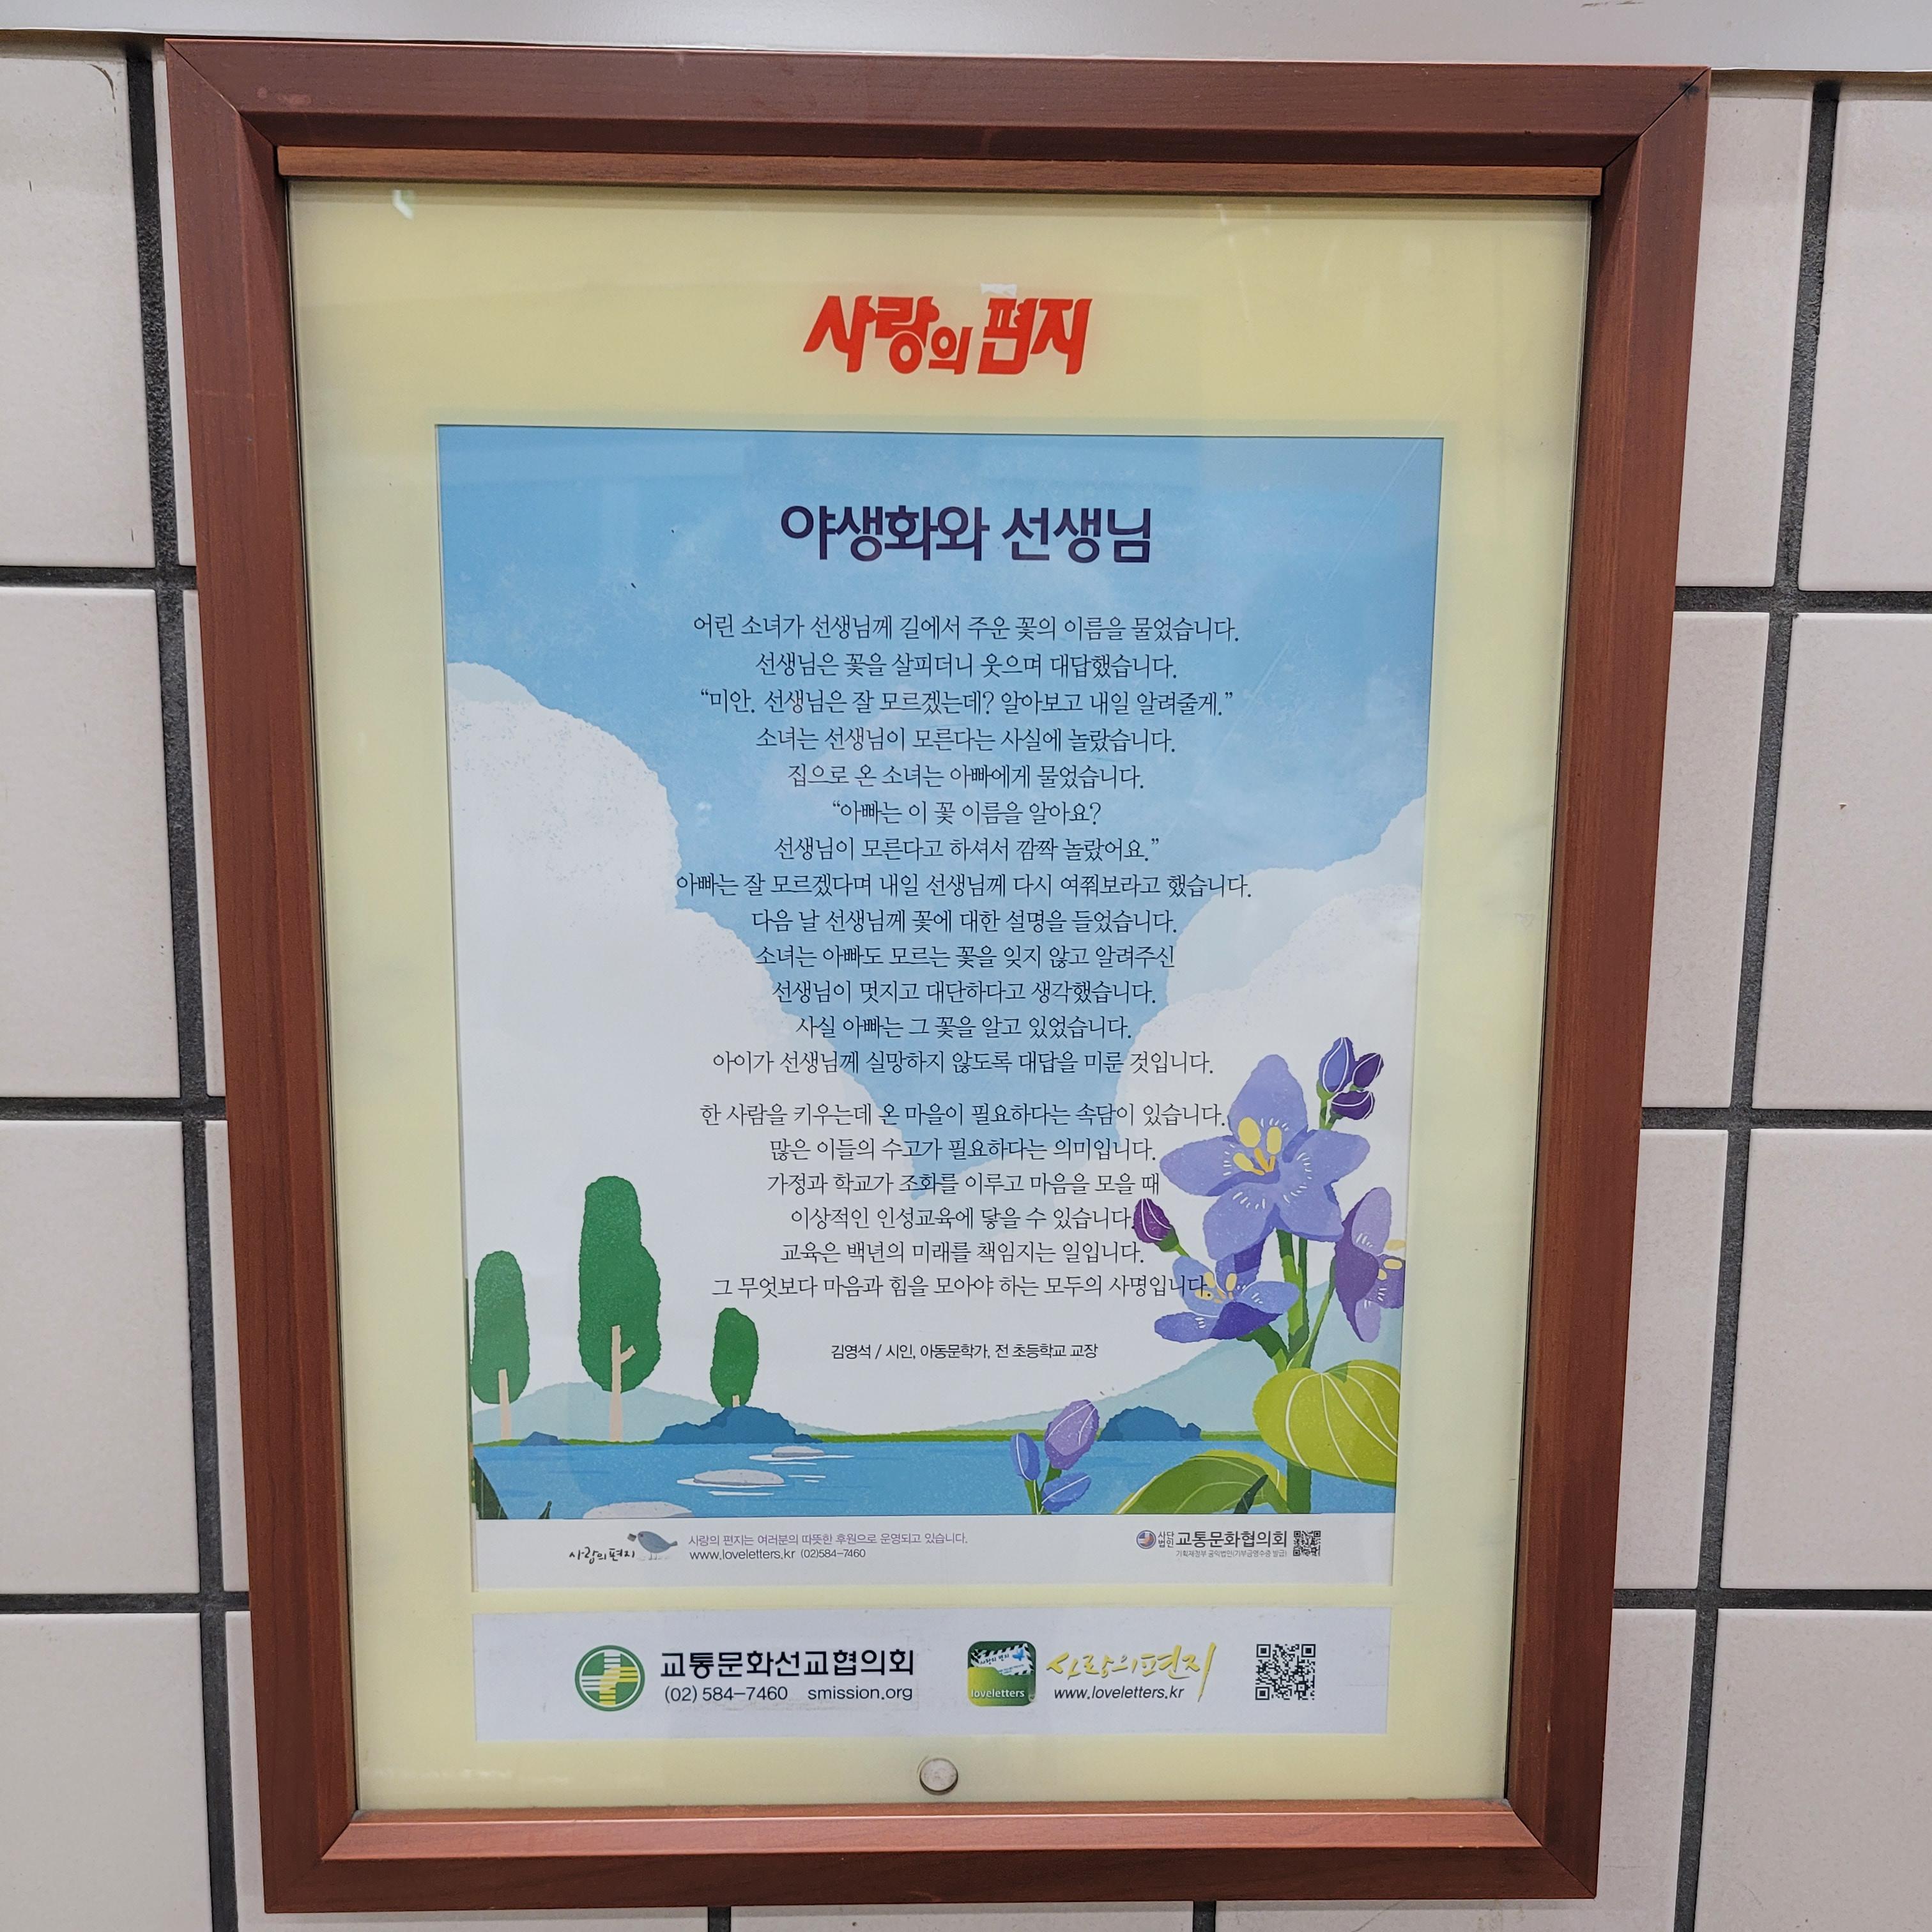 사랑의 편지
야생화와 선생님
어린 소녀가 선생님께 길에서 주운 꽃의 이름을 물었습니다.
선생님은 꽃을 살피더니 웃으며 대답했습니다.
“미안. 선생님은 잘 모르겠는데? 알아보고 내일 알려줄게.”
소녀는 선생님이 모른다는 사실에 놀랐습니다.
집으로 온 소녀는 아빠에게 물었습니다.
“아빠는 이 꽃 이름을 알아요?
선생님이 모른다고 하셔서 깜짝 놀랐어요.”
아빠는 잘 모르겠다며 내일 선생님께 다시 여쭤보라고 했습니다.
다음 날 선생님께 꽃에 대한 설명을 들었습니다.
소녀는 아빠도 모르는 꽃을 잊지 않고 알려주신
선생님이 멋지고 대단하다고 생각했습니다.
사실 아빠는 그 꽃을 알고 있었습니다.
아이가 선생님께 실망하지 않도록 대답을 미룬 것입니다.
한 사람을 키우는데 온 마을이 필요하다는 속담이 있습니다.
많은 이들의 수고가 필요하다는 의미입니다.
가정과 학교가 조화를 이루고 마음을 모을 때
이상적인 인성교육에 닿을 수 있습니다.
교육은 백년의 미래를 책임지는 일입니다.
그 무엇보다 마음과 힘을 모아야 하는 모두의 사명입니다.
김영석 / 시인, 아동문학가, 전 초등학교 교장
사랑의 편지
사랑의 편지는 여러분의 따뜻한 후원으로 운영되고 있습니다.
www.loveletters.kr (02)584-7460
사단법인 교통문화협의회
기획재정부 공익법인(기부금영수증 발급)
교통문화선교협의회
(02) 584-7460 smission.org
loveletters
사랑의 편지
www.loveletters.kr